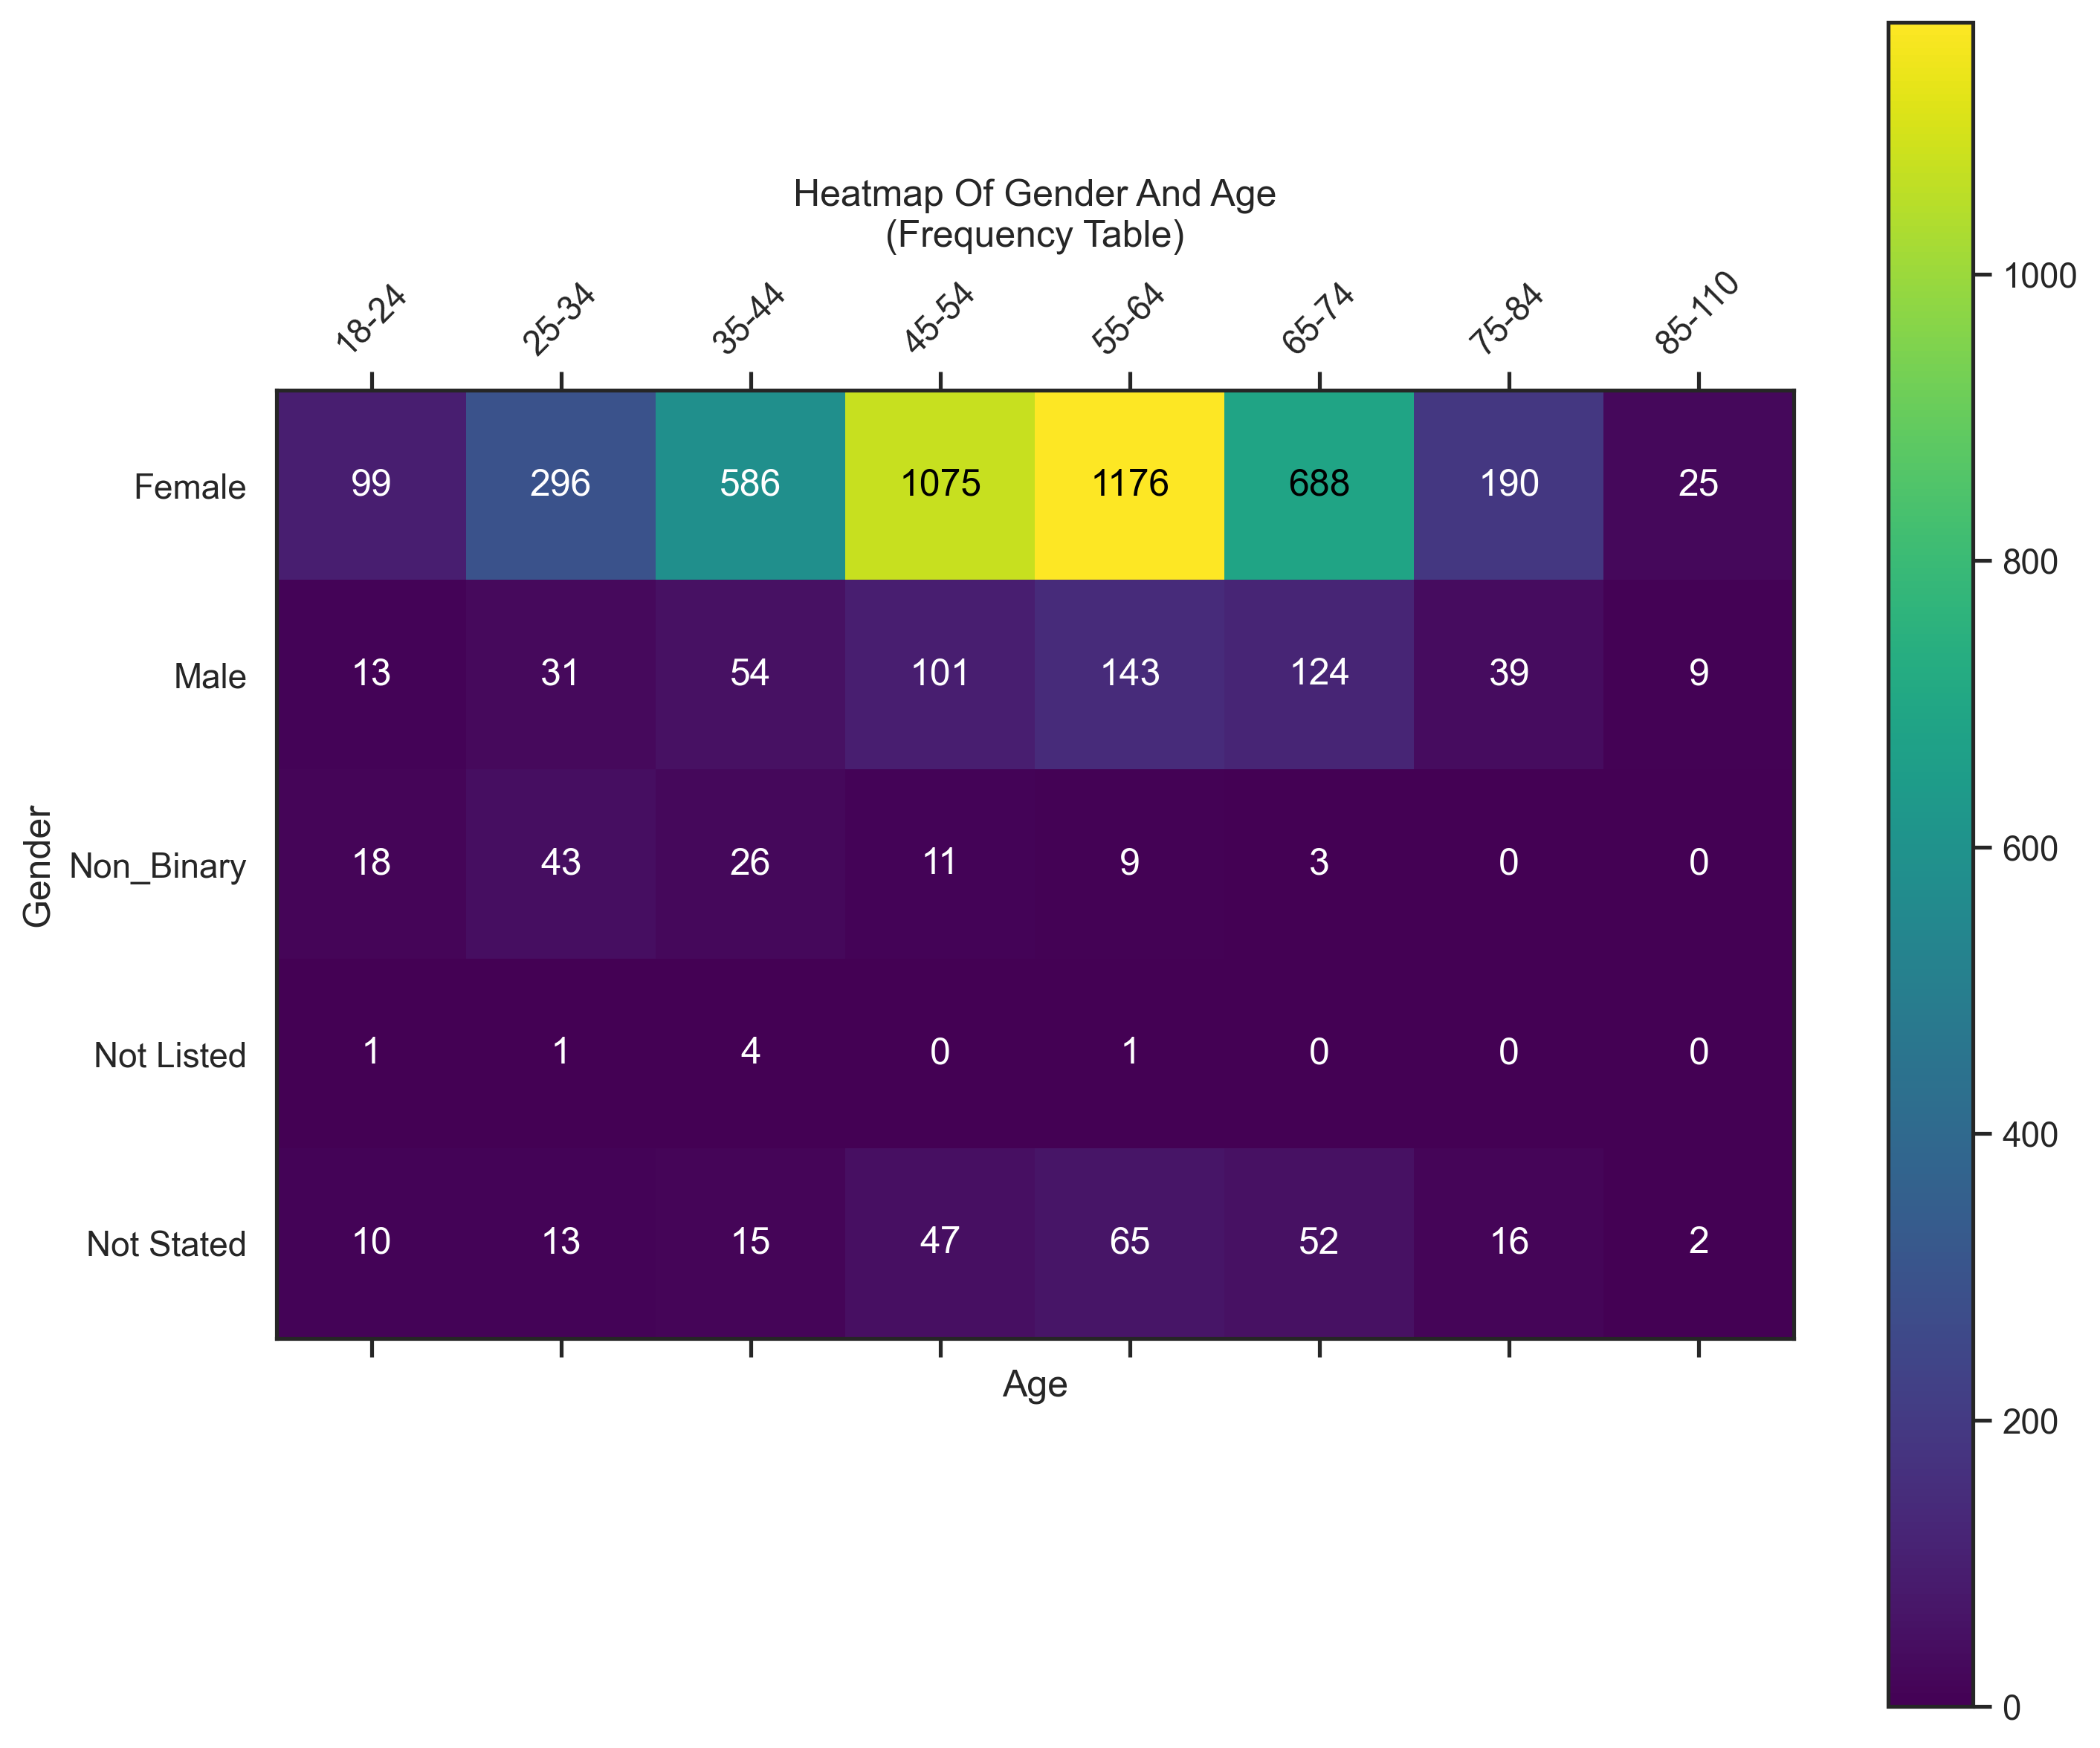 Heatmap Of Gender And Age
(Frequency Table)
18-24 25-34 35-44 45-54 55-64 65-74 75-84 85-110
Female 99 296 586 1075 1176 688 190 25
Male 13 31 54 101 143 124 39 9
Non_Binary 18 43 26 11 9 3 0 0
Not Listed 1 1 4 0 1 0 0 0
Not Stated 10 13 15 47 65 52 16 2
Gender
Age
1000
800
600
400
200
0